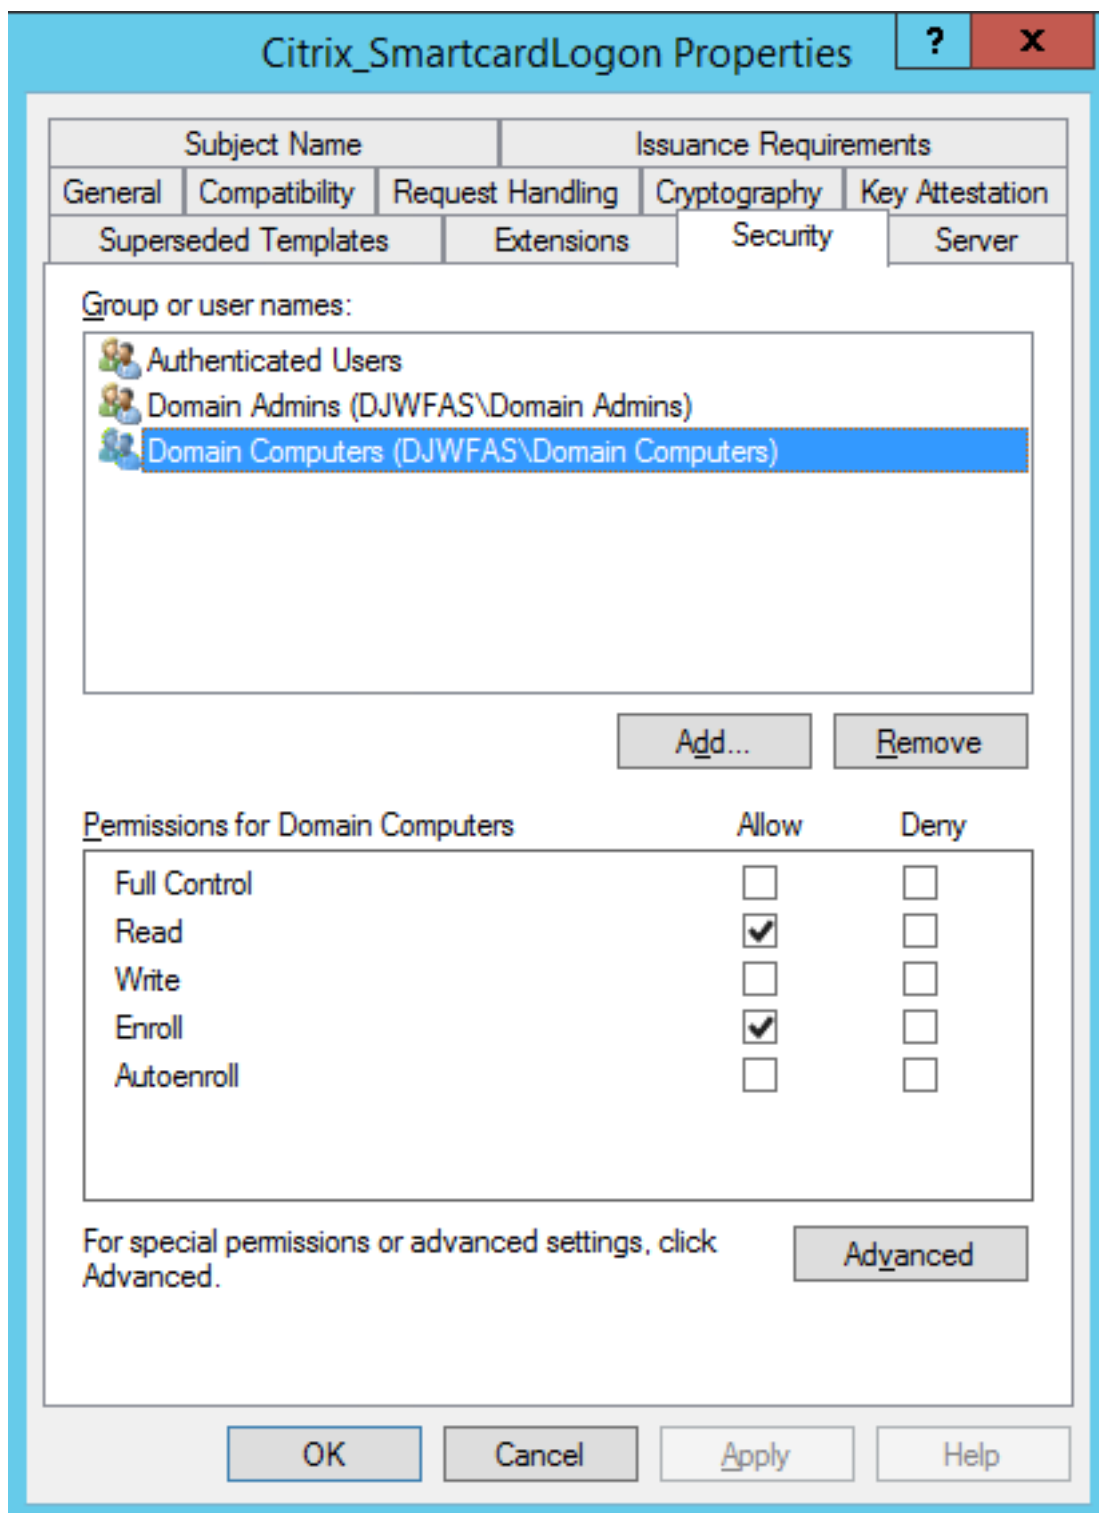 Citrix_SmartcardLogon Properties
?
x
Subject Name
Issuance Requirements
General
Compatibility
Request Handling
Cryptography
Key Attestation
Superseded Templates
Extensions
Security
Server
Group or user names:
Authenticated Users
Domain Admins (DJWFAS\Domain Admins)
Domain Computers (DJWFAS\Domain Computers)
Add...
Remove
Permissions for Domain Computers
Allow
Deny
Full Control
Read
Write
Enroll
Autoenroll
For special permissions or advanced settings, click
Advanced.
Advanced
OK
Cancel
Apply
Help